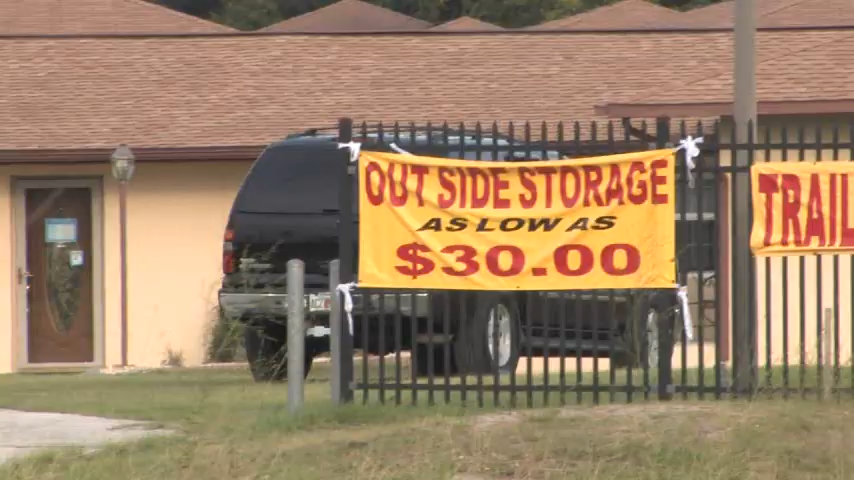 OUT SIDE STORAGE
AS LOW AS
$30.00
TRAIL